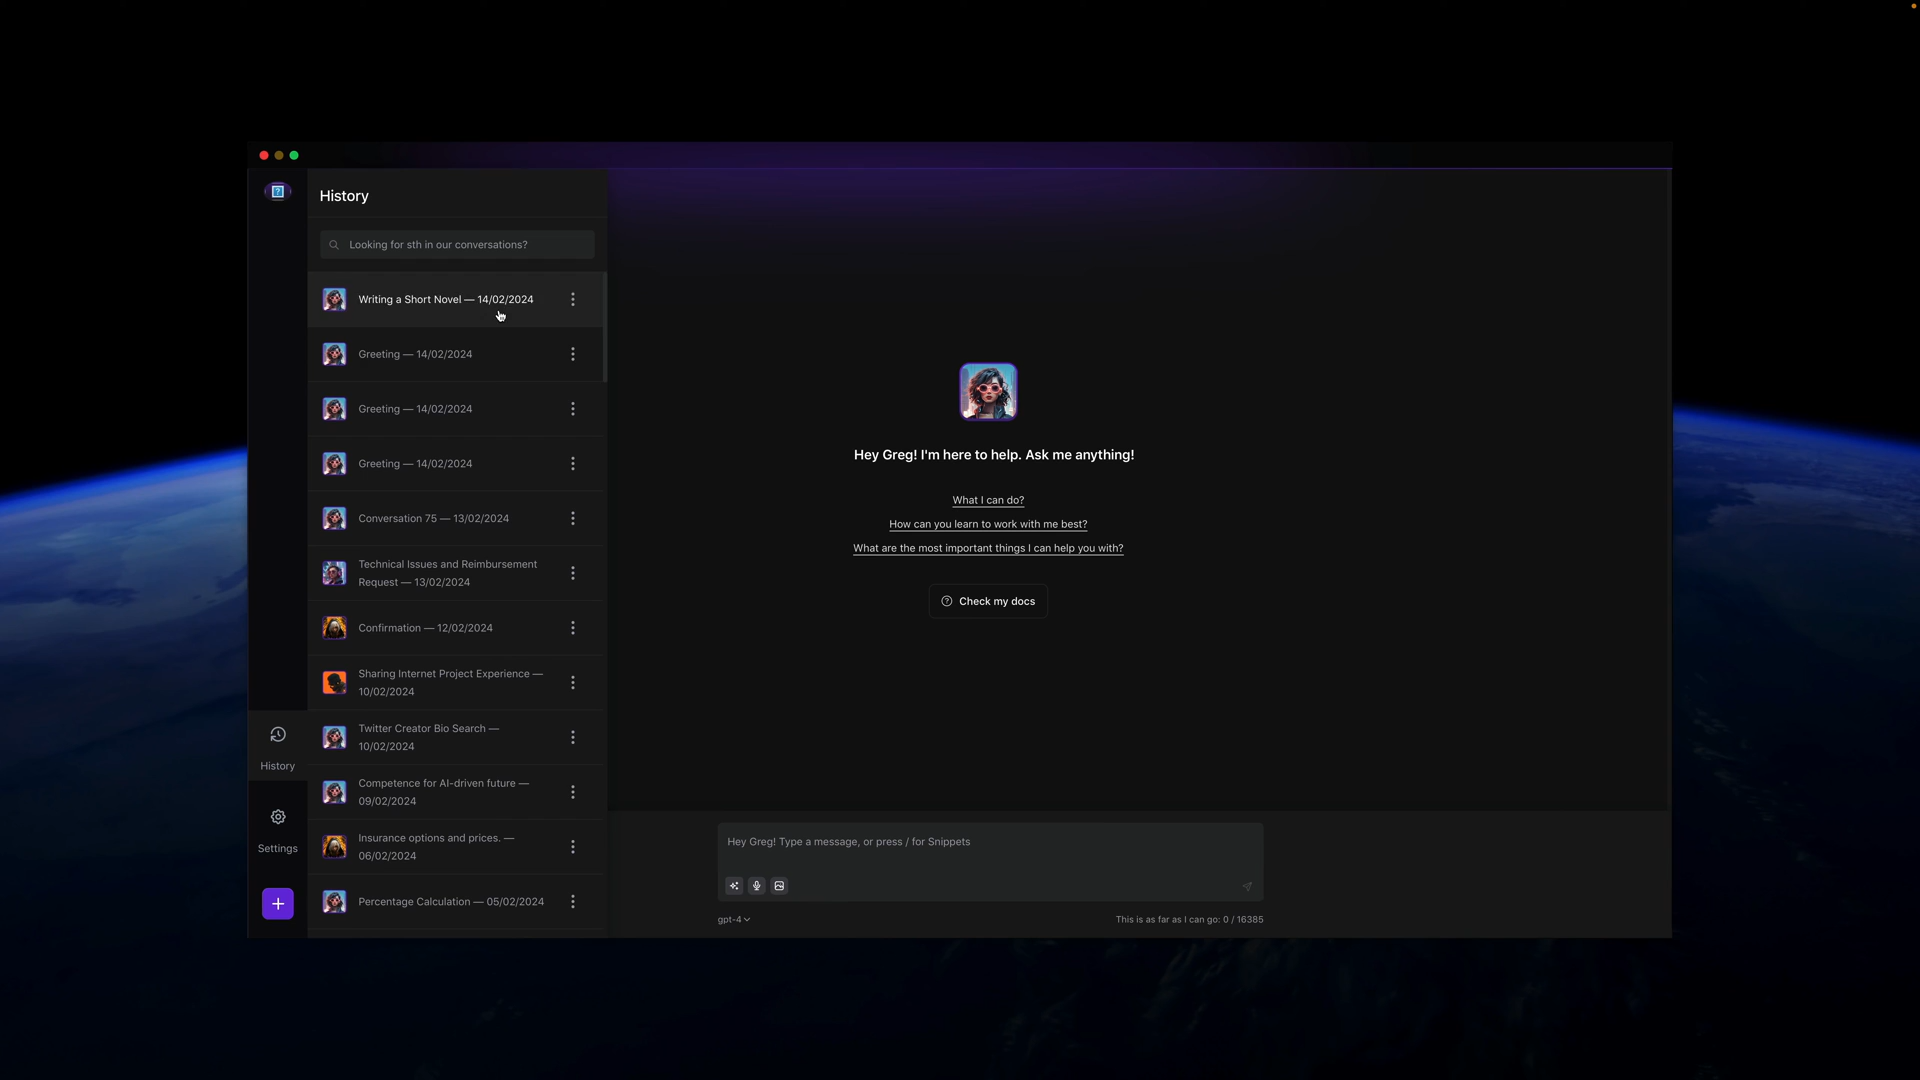 History
Looking for sth in our conversations?
Writing a Short Novel — 14/02/2024
Greeting — 14/02/2024
Greeting — 14/02/2024
Greeting — 14/02/2024
Conversation 75 — 13/02/2024
Technical Issues and Reimbursement
Request — 13/02/2024
Confirmation — 12/02/2024
Sharing Internet Project Experience —
10/02/2024
Twitter Creator Bio Search —
10/02/2024
Competence for AI-driven future —
09/02/2024
Insurance options and prices. —
06/02/2024
Percentage Calculation — 05/02/2024
History
Settings
Hey Greg! I'm here to help. Ask me anything!
What I can do?
How can you learn to work with me best?
What are the most important things I can help you with?
Check my docs
Hey Greg! Type a message, or press / for Snippets
gpt-4
This is as far as I can go: 0 / 16385